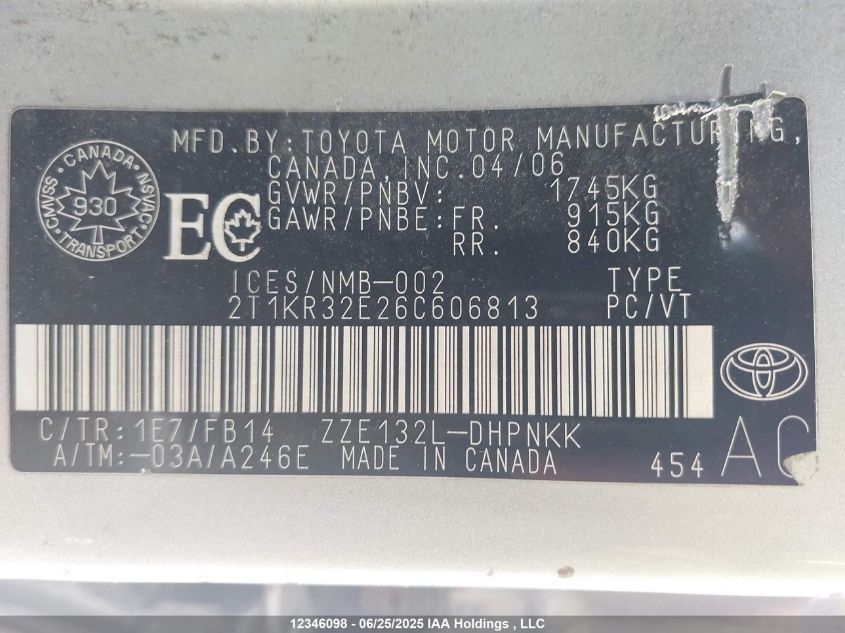 MFD.BY:TOYOTA MOTOR MANUFACTURING,
CANADA,INC.04/06
GVWR/PNBV: 1745KG
GAWR/PNBE:FR. 915KG
RR. 840KG
CANADA
CMVSS NSVAC
930
TRANSPORT
EC
ICES/NMB-002 TYPE
2T1KR32E26C606813 PC/VT
C/TR:1E7/FB14 ZZE132L-DHPNKK
A/TM:-03A/A246E MADE IN CANADA 454 AC
12346098 - 06/25/2025 IAA Holdings , LLC